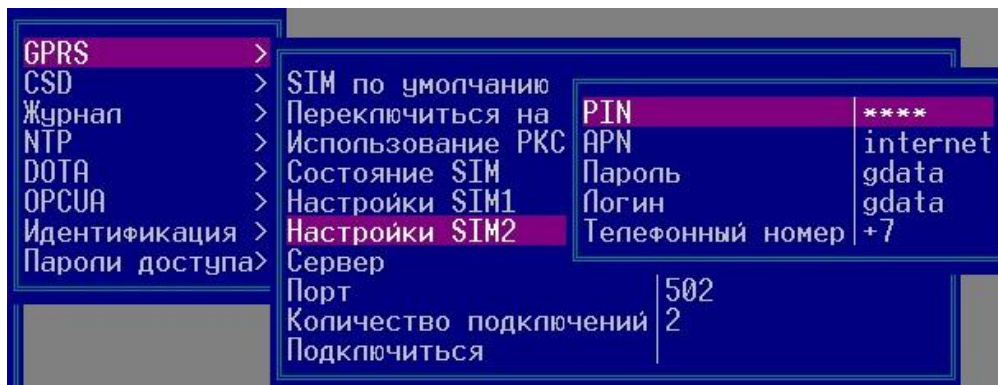 GPRS >
CSD >
Журнал >
NTP >
DOTA >
OPCUA >
Идентификация >
Пароли доступа>
SIM по умолчанию
Переключиться на
Использование РКС
Состояние SIM
Настройки SIM1
Настройки SIM2
Сервер
Порт 502
Количество подключений 2
Подключиться
PIN ****
APN internet
Пароль gdata
Логин gdata
Телефонный номер +7